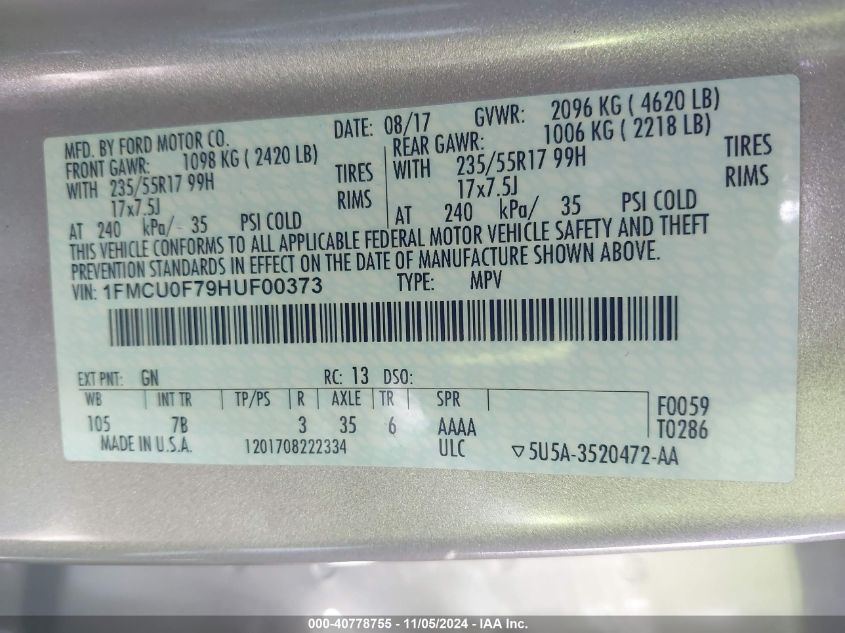 MFD. BY FORD MOTOR CO. DATE: 08/17 GVWR: 2096 KG ( 4620 LB)
FRONT GAWR: 1098 KG ( 2420 LB) REAR GAWR: 1006 KG ( 2218 LB)
WITH 235/55R17 99H TIRES WITH 235/55R17 99H TIRES
17x7.5J RIMS 17x7.5J RIMS
AT 240 kPa/ 35 PSI COLD AT 240 kPa/ 35 PSI COLD
THIS VEHICLE CONFORMS TO ALL APPLICABLE FEDERAL MOTOR VEHICLE SAFETY AND THEFT
PREVENTION STANDARDS IN EFFECT ON THE DATE OF MANUFACTURE SHOWN ABOVE.
VIN: 1FMCU0F79HUF00373 TYPE: MPV
EXT PNT: GN RC: 13 DSO:
WB INT TR TP/PS R AXLE TR SPR F0059
105 7B 3 35 6 AAAA T0286
MADE IN U.S.A. 1201708222334 ULC ▽5U5A-3520472-AA
000-40778755 - 11/05/2024 - IAA Inc.